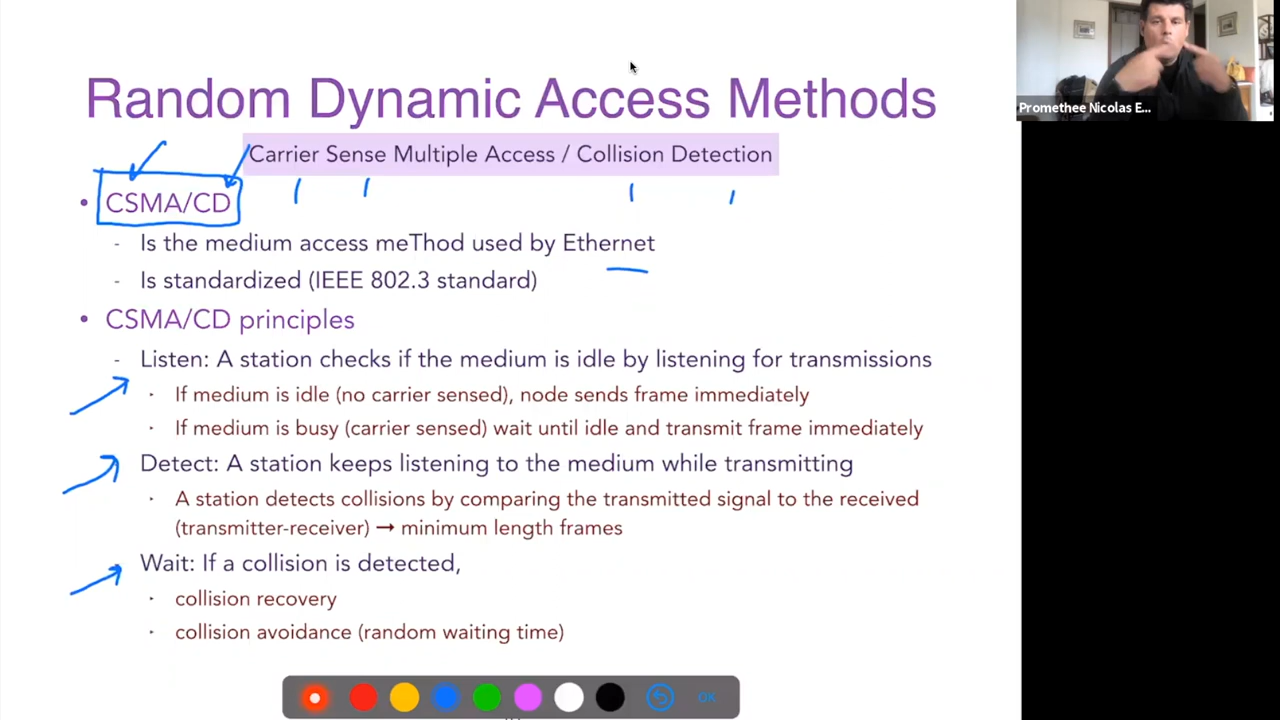 Promethee Nicolas E...
Random Dynamic Access Methods
Carrier Sense Multiple Access / Collision Detection
• CSMA/CD
- Is the medium access meThod used by Ethernet
- Is standardized (IEEE 802.3 standard)
• CSMA/CD principles
- Listen: A station checks if the medium is idle by listening for transmissions
· If medium is idle (no carrier sensed), node sends frame immediately
· If medium is busy (carrier sensed) wait until idle and transmit frame immediately
Detect: A station keeps listening to the medium while transmitting
· A station detects collisions by comparing the transmitted signal to the received
(transmitter-receiver) → minimum length frames
Wait: If a collision is detected,
· collision recovery
· collision avoidance (random waiting time)
OK